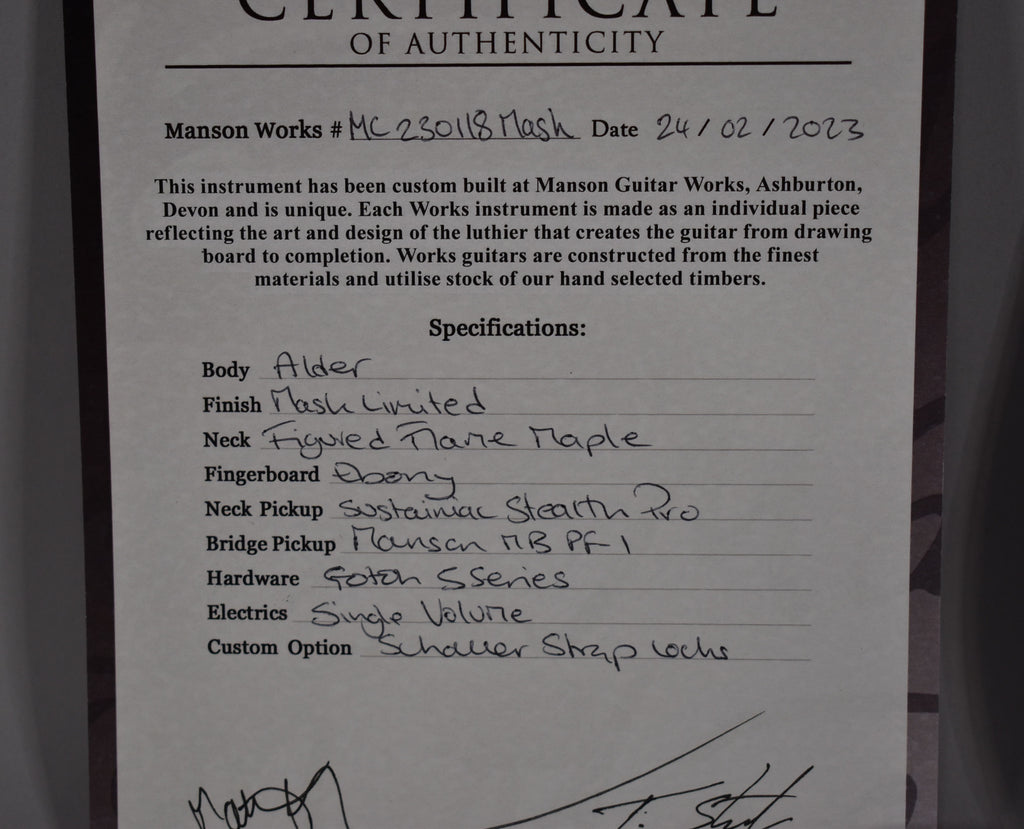 CERTIFICATE
OF AUTHENTICITY
Manson Works # MC230118 Mash Date 24/02/2023
This instrument has been custom built at Manson Guitar Works, Ashburton,
Devon and is unique. Each Works instrument is made as an individual piece
reflecting the art and design of the luthier that creates the guitar from drawing
board to completion. Works guitars are constructed from the finest
materials and utilise stock of our hand selected timbers.
Specifications:
Body Alder
Finish Mash Limited
Neck Figured Flame Maple
Fingerboard Ebony
Neck Pickup Sustainiac Stealth Pro
Bridge Pickup Manson MB PF-1
Hardware Gotoh S Series
Electrics Single Volume
Custom Option Schaller Strap Locks